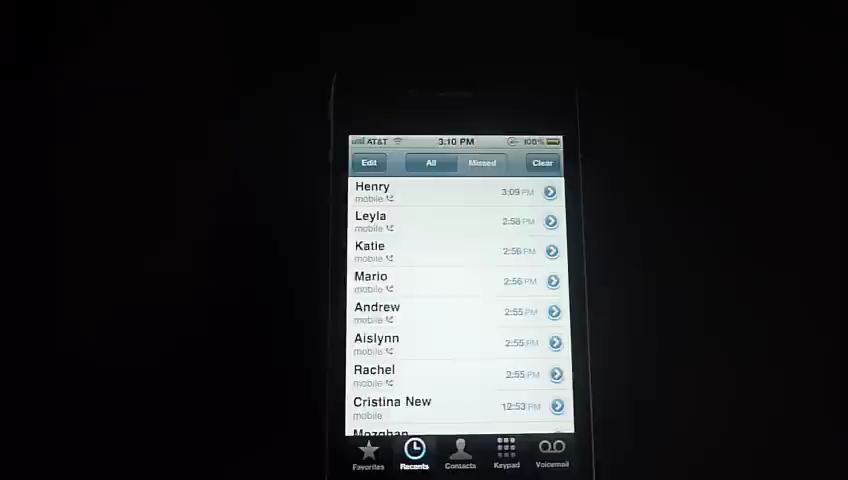 AT&T 3:10 PM 100%
Edit All Missed Clear
Henry
mobile 3:09 PM
Leyla
mobile 2:58 PM
Katie
mobile 2:56 PM
Mario
mobile 2:56 PM
Andrew
mobile 2:55 PM
Aislynn
mobile 2:55 PM
Rachel
mobile 2:55 PM
Cristina New
mobile 12:53 PM
Mozghan
Favorites Recents Contacts Keypad Voicemail